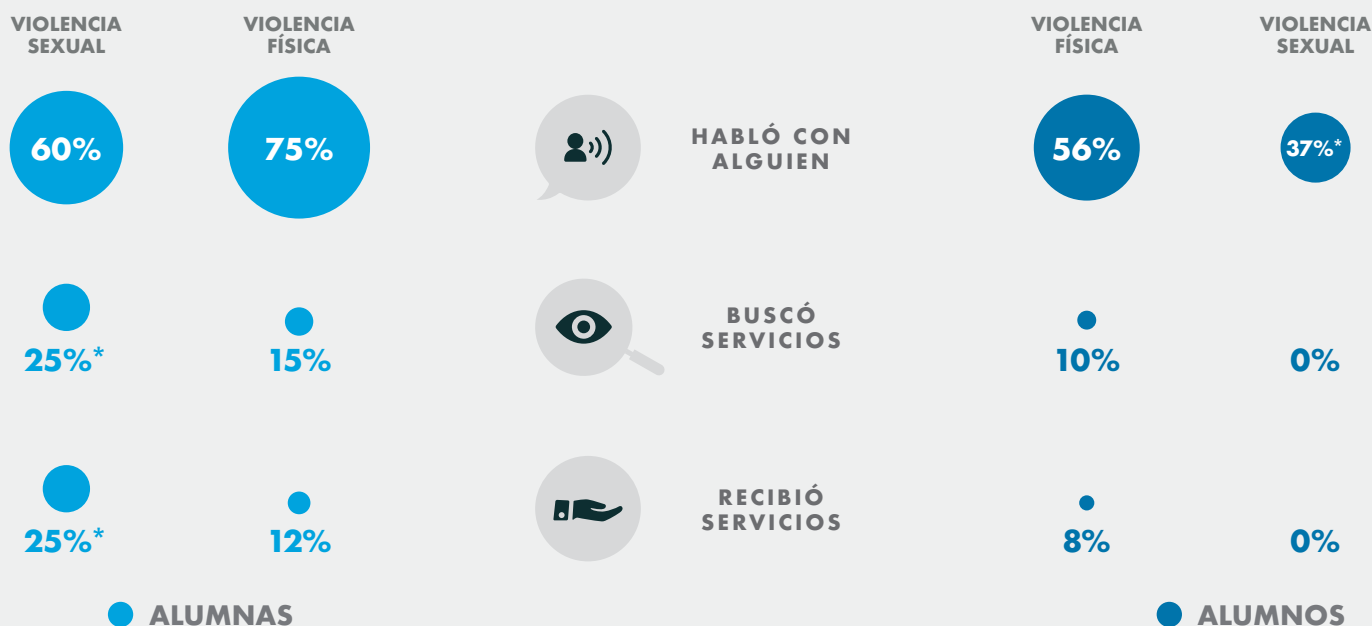 VIOLENCIA
SEXUAL
VIOLENCIA
FÍSICA
VIOLENCIA
FÍSICA
VIOLENCIA
SEXUAL
60%
75%
HABLÓ CON
ALGUIEN
56%
37%*
25%*
15%
BUSCÓ
SERVICIOS
10%
0%
25%*
12%
RECIBIÓ
SERVICIOS
8%
0%
ALUMNAS
ALUMNOS